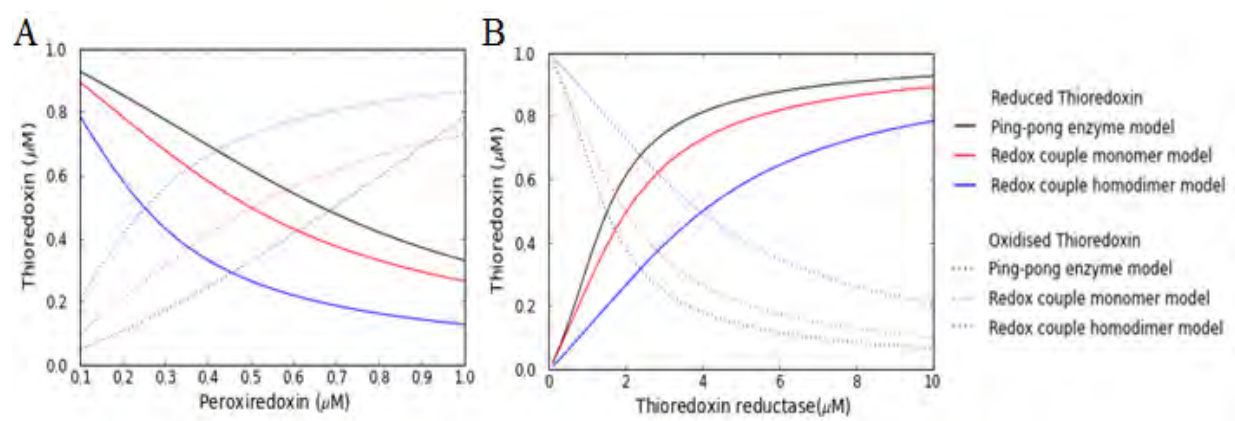 A
B
1.0
0.8
0.6
0.4
0.2
0.0
Thioredoxin (μM)
0.1
0.2
0.3
0.4
0.5
0.6
0.7
0.8
0.9
1.0
Peroxiredoxin (μM)
1.0
0.8
0.6
0.4
0.2
0.0
Thioredoxin (μM)
0
2
4
6
8
10
Thioredoxin reductase(μM)
Reduced Thioredoxin
Ping-pong enzyme model
Redox couple monomer model
Redox couple homodimer model
Oxidised Thioredoxin
Ping-pong enzyme model
Redox couple monomer model
Redox couple homodimer model